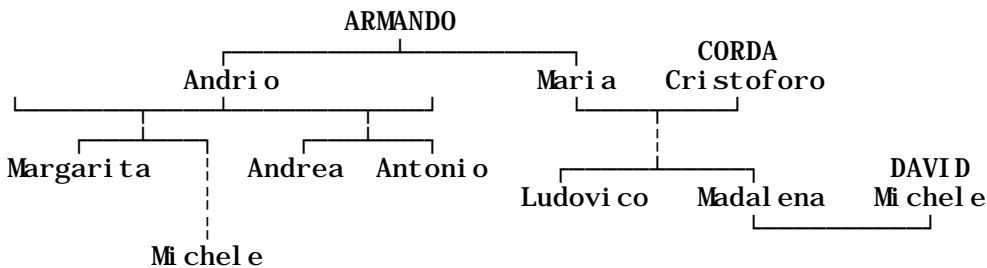 ARMANDO
CORDA
Andrio Maria Cristoforo
Margarita Andrea Antonio DAVID
Ludovico Madalena Michele
Michele